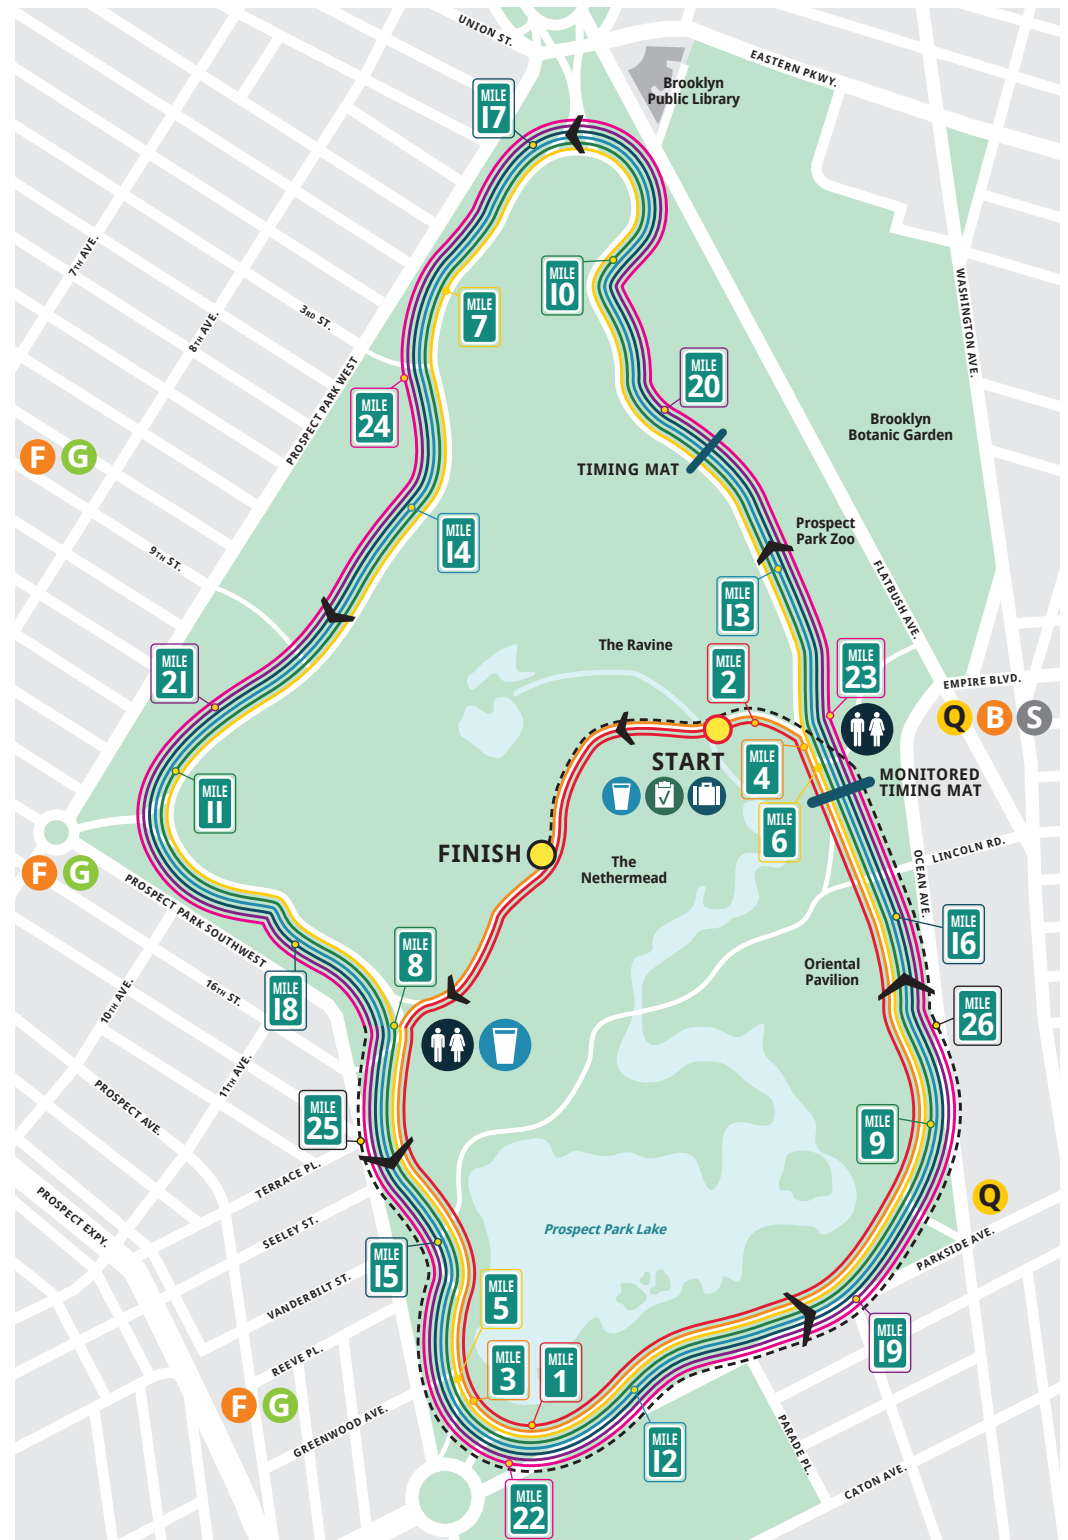 UNION ST.
EASTERN PKWY.
Brooklyn
Public Library
MILE
17
7TH AVE.
WASHINGTON AVE.
MILE
10
MILE
7
3RD ST.
8TH AVE.
MILE
20
PROSPECT PARK WEST
MILE
24
Brooklyn
Botanic Garden
F G
TIMING MAT
Prospect
Park Zoo
MILE
14
9TH ST.
FLATBUSH AVE.
MILE
13
The Ravine
MILE
21
MILE
2
MILE
23
EMPIRE BLVD.
Q B S
START
MILE
4
MONITORED
TIMING MAT
MILE
11
MILE
6
FINISH
The
Nethermead
LINCOLN RD.
OCEAN AVE.
F G
PROSPECT PARK SOUTHWEST
MILE
8
MILE
16
Oriental
Pavilion
MILE
18
16TH ST.
10TH AVE.
MILE
26
11TH AVE.
PROSPECT AVE.
MILE
25
MILE
9
TERRACE PL.
Q
PROSPECT EXPY.
SEELEY ST.
Prospect Park Lake
PARKSIDE AVE.
MILE
15
VANDERBILT ST.
MILE
5
MILE
19
REEVE PL.
MILE
3
MILE
1
F G
GREENWOOD AVE.
MILE
12
PARADE PL.
CATON AVE.
MILE
22